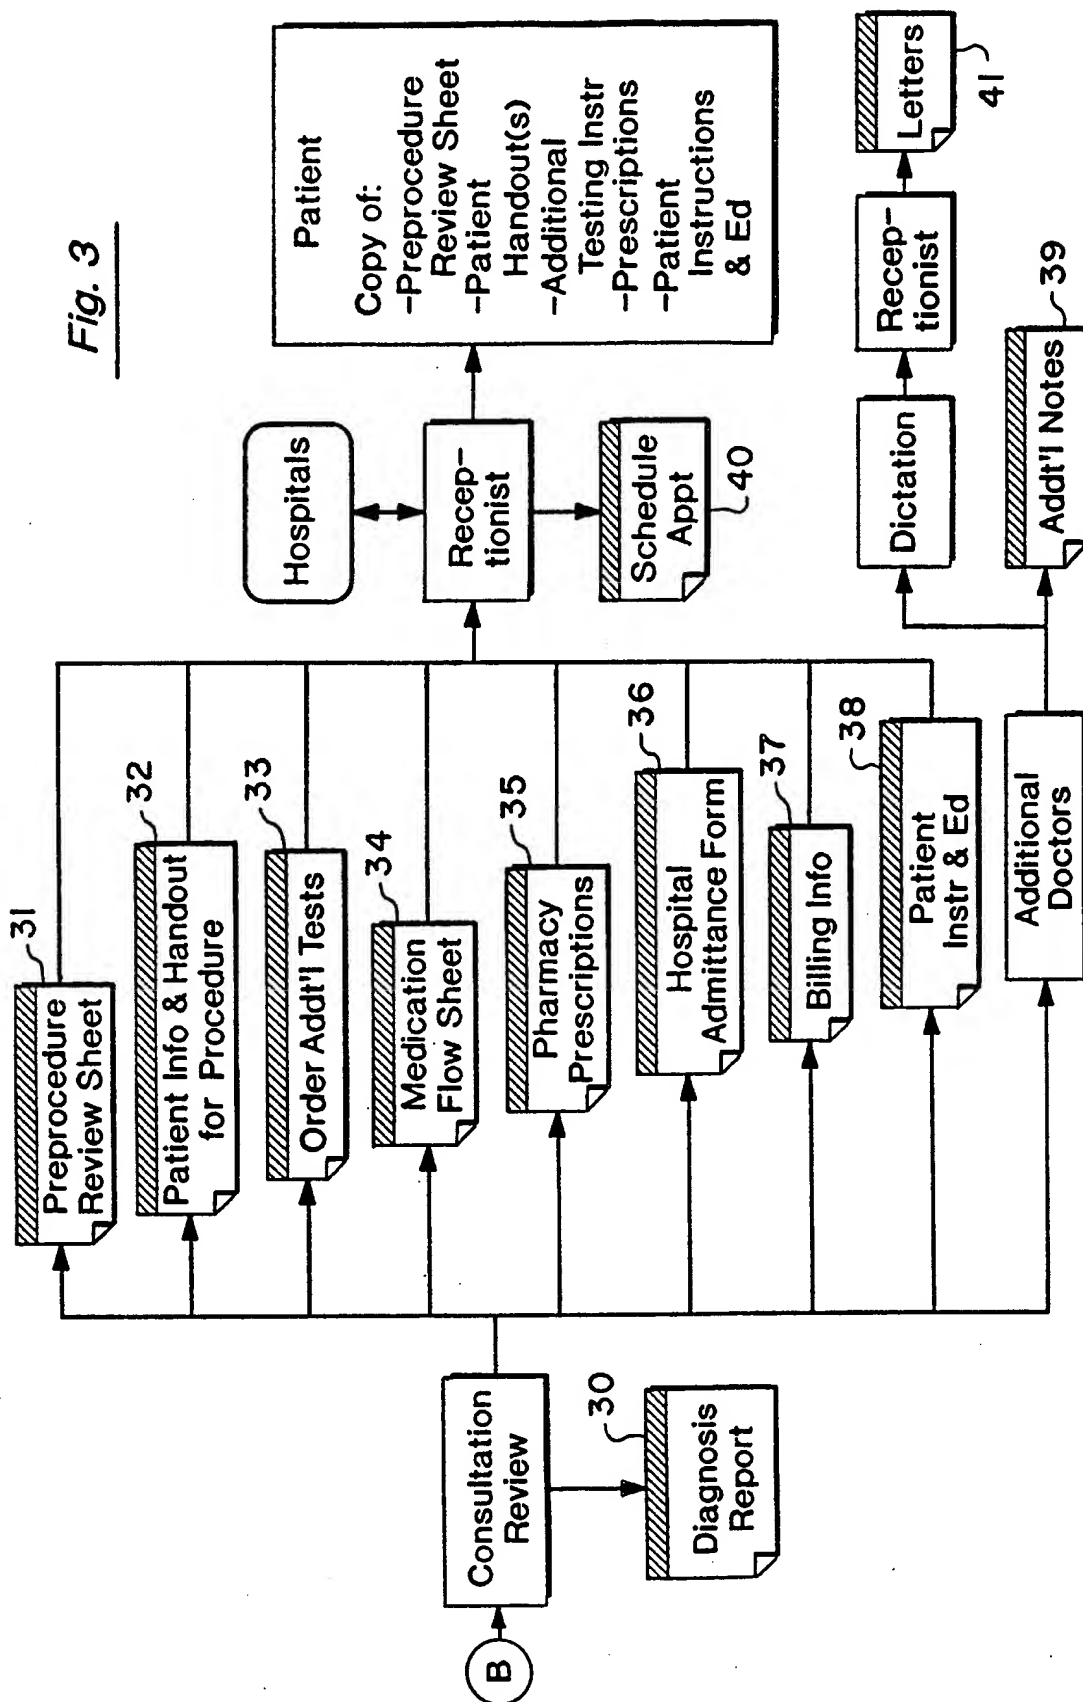 Fig. 3
B
Consultation
Review
30
Diagnosis
Report
31
Preprocedure
Review Sheet
32
Patient Info & Handout
for Procedure
33
Order Addt'l Tests
34
Medication
Flow Sheet
35
Pharmacy
Prescriptions
36
Hospital
Admittance Form
37
Billing Info
38
Patient
Instr & Ed
Additional
Doctors
Hospitals
Recep-
tionist
Schedule
Appt
40
Patient
Copy of:
-Preprocedure
Review Sheet
-Patient
Handout(s)
-Additional
Testing Instr
-Prescriptions
-Patient
Instructions
& Ed
Dictation
Recep-
tionist
Letters
41
Addt'l Notes
39